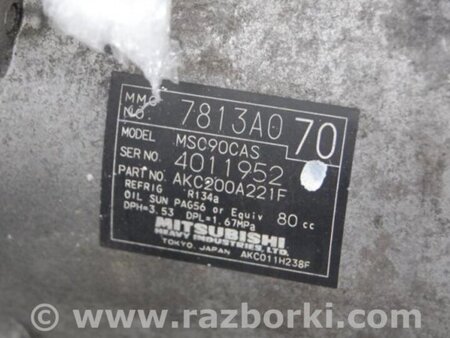 MMC NO. 7813A0 70
MODEL MSC90CAS
SER NO. 4011952
PART NO. AKC200A221F
REFRIG R134a
OIL SUN PAG56 or Equiv 80 cc
DPH=3.53 DPL=1.67MPa
MITSUBISHI
HEAVY INDUSTRIES, LTD.
TOKYO, JAPAN AKC011H238F
© www.razborki.com